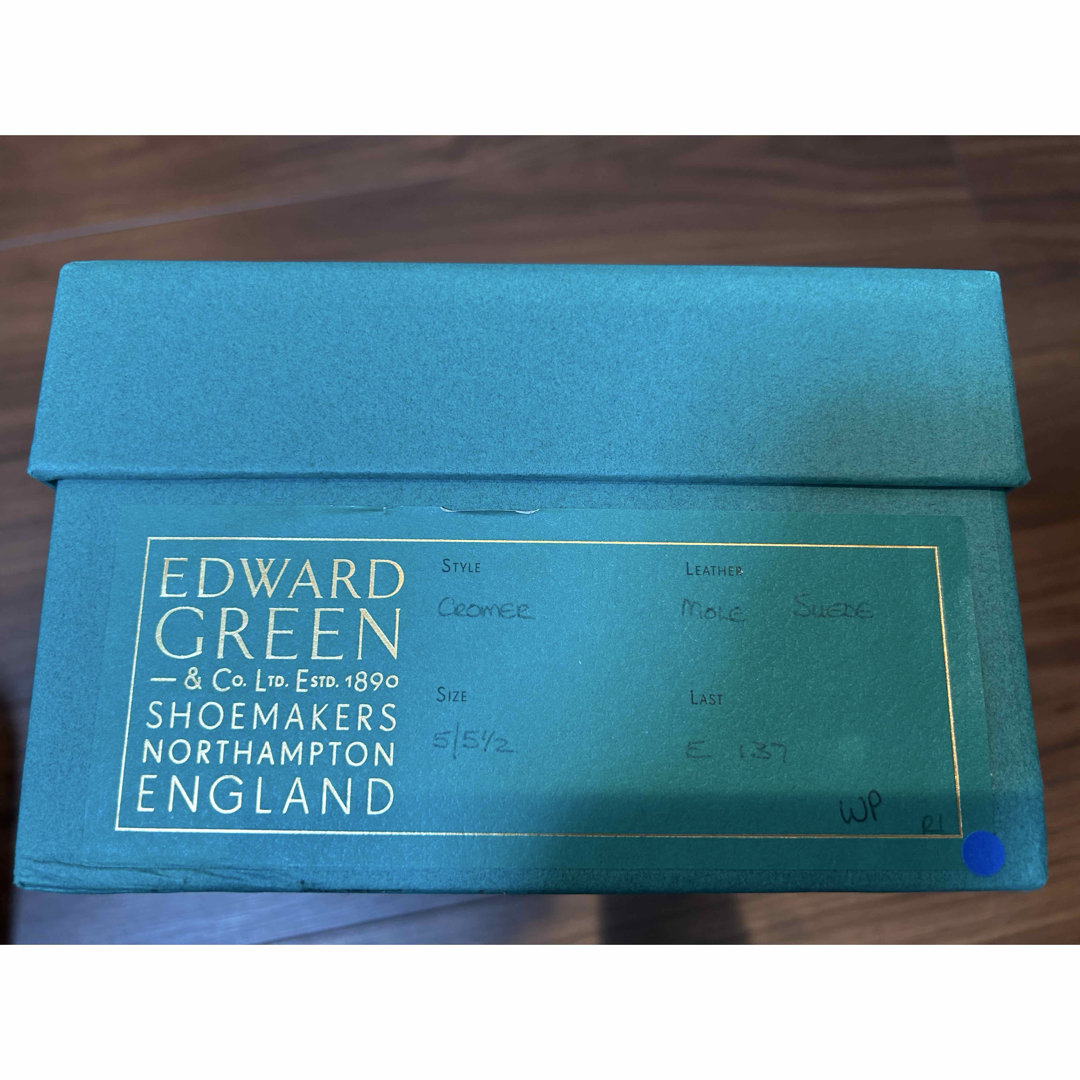 EDWARD
GREEN
— & Co. LTD. ESTD. 1890
SHOEMAKERS
NORTHAMPTON
ENGLAND
STYLE
CROMER
LEATHER
MOLE SUEDE
SIZE
5/5½
LAST
E 137
WP
R1